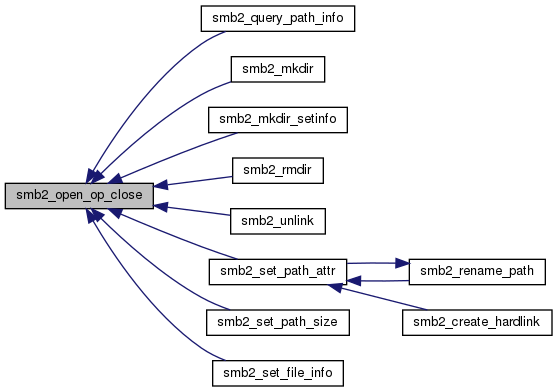 smb2_query_path_info
smb2_mkdir
smb2_mkdir_setinfo
smb2_rmdir
smb2_open_op_close
smb2_unlink
smb2_set_path_attr
smb2_rename_path
smb2_set_path_size
smb2_create_hardlink
smb2_set_file_info